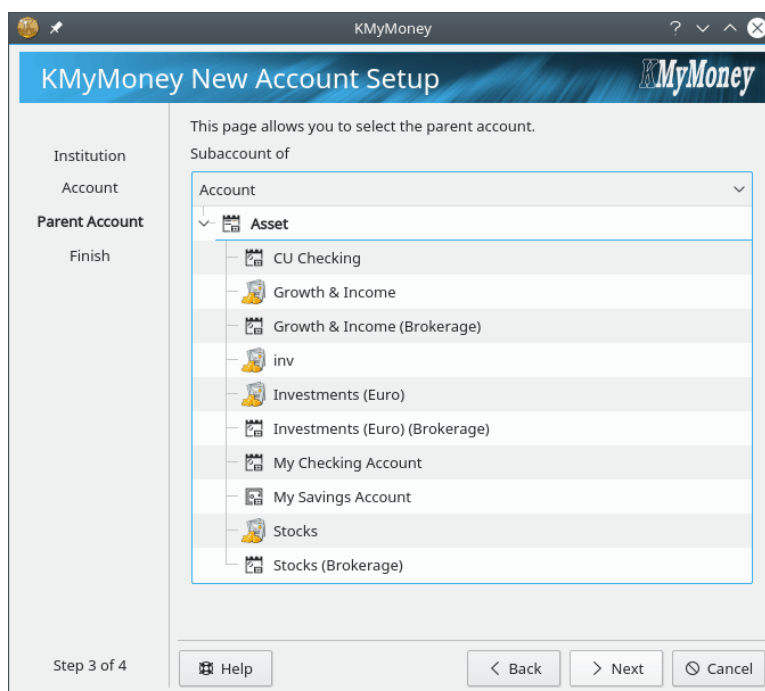 KMyMoney
KMyMoney New Account Setup
KMyMoney
Institution
Account
Parent Account
Finish
Step 3 of 4
This page allows you to select the parent account.
Subaccount of
Account
Asset
CU Checking
Growth & Income
Growth & Income (Brokerage)
inv
Investments (Euro)
Investments (Euro) (Brokerage)
My Checking Account
My Savings Account
Stocks
Stocks (Brokerage)
Help
Back
Next
Cancel